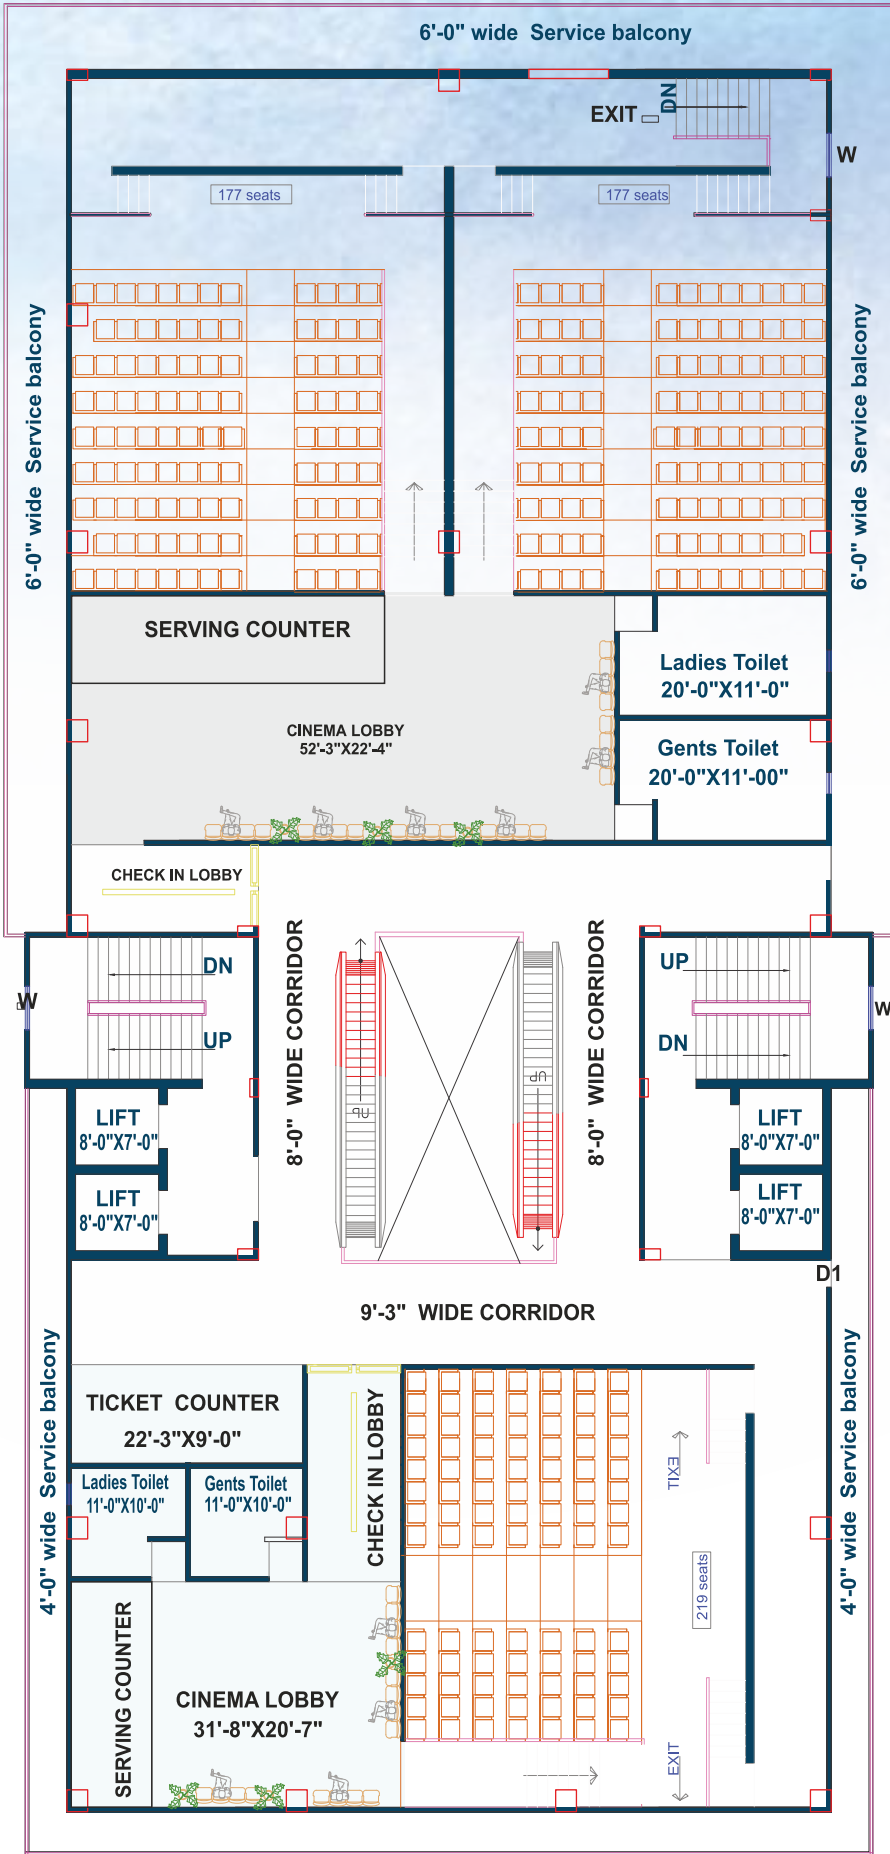 6'-0" wide Service balcony
EXIT
DN
W
177 seats
177 seats
6'-0" wide Service balcony
6'-0" wide Service balcony
SERVING COUNTER
Ladies Toilet
20'-0"X11'-0"
CINEMA LOBBY
52'-3"X22'-4"
Gents Toilet
20'-0"X11'-00"
CHECK IN LOBBY
DN
UP
W
8'-0" WIDE CORRIDOR
UP
UP
8'-0" WIDE CORRIDOR
UP
DN
W
LIFT
8'-0"X7'-0"
LIFT
8'-0"X7'-0"
LIFT
8'-0"X7'-0"
LIFT
8'-0"X7'-0"
D1
9'-3" WIDE CORRIDOR
4'-0" wide Service balcony
4'-0" wide Service balcony
TICKET COUNTER
22'-3"X9'-0"
CHECK IN LOBBY
Ladies Toilet
11'-0"X10'-0"
Gents Toilet
11'-0"X10'-0"
EXIT
219 seats
SERVING COUNTER
CINEMA LOBBY
31'-8"X20'-7"
EXIT